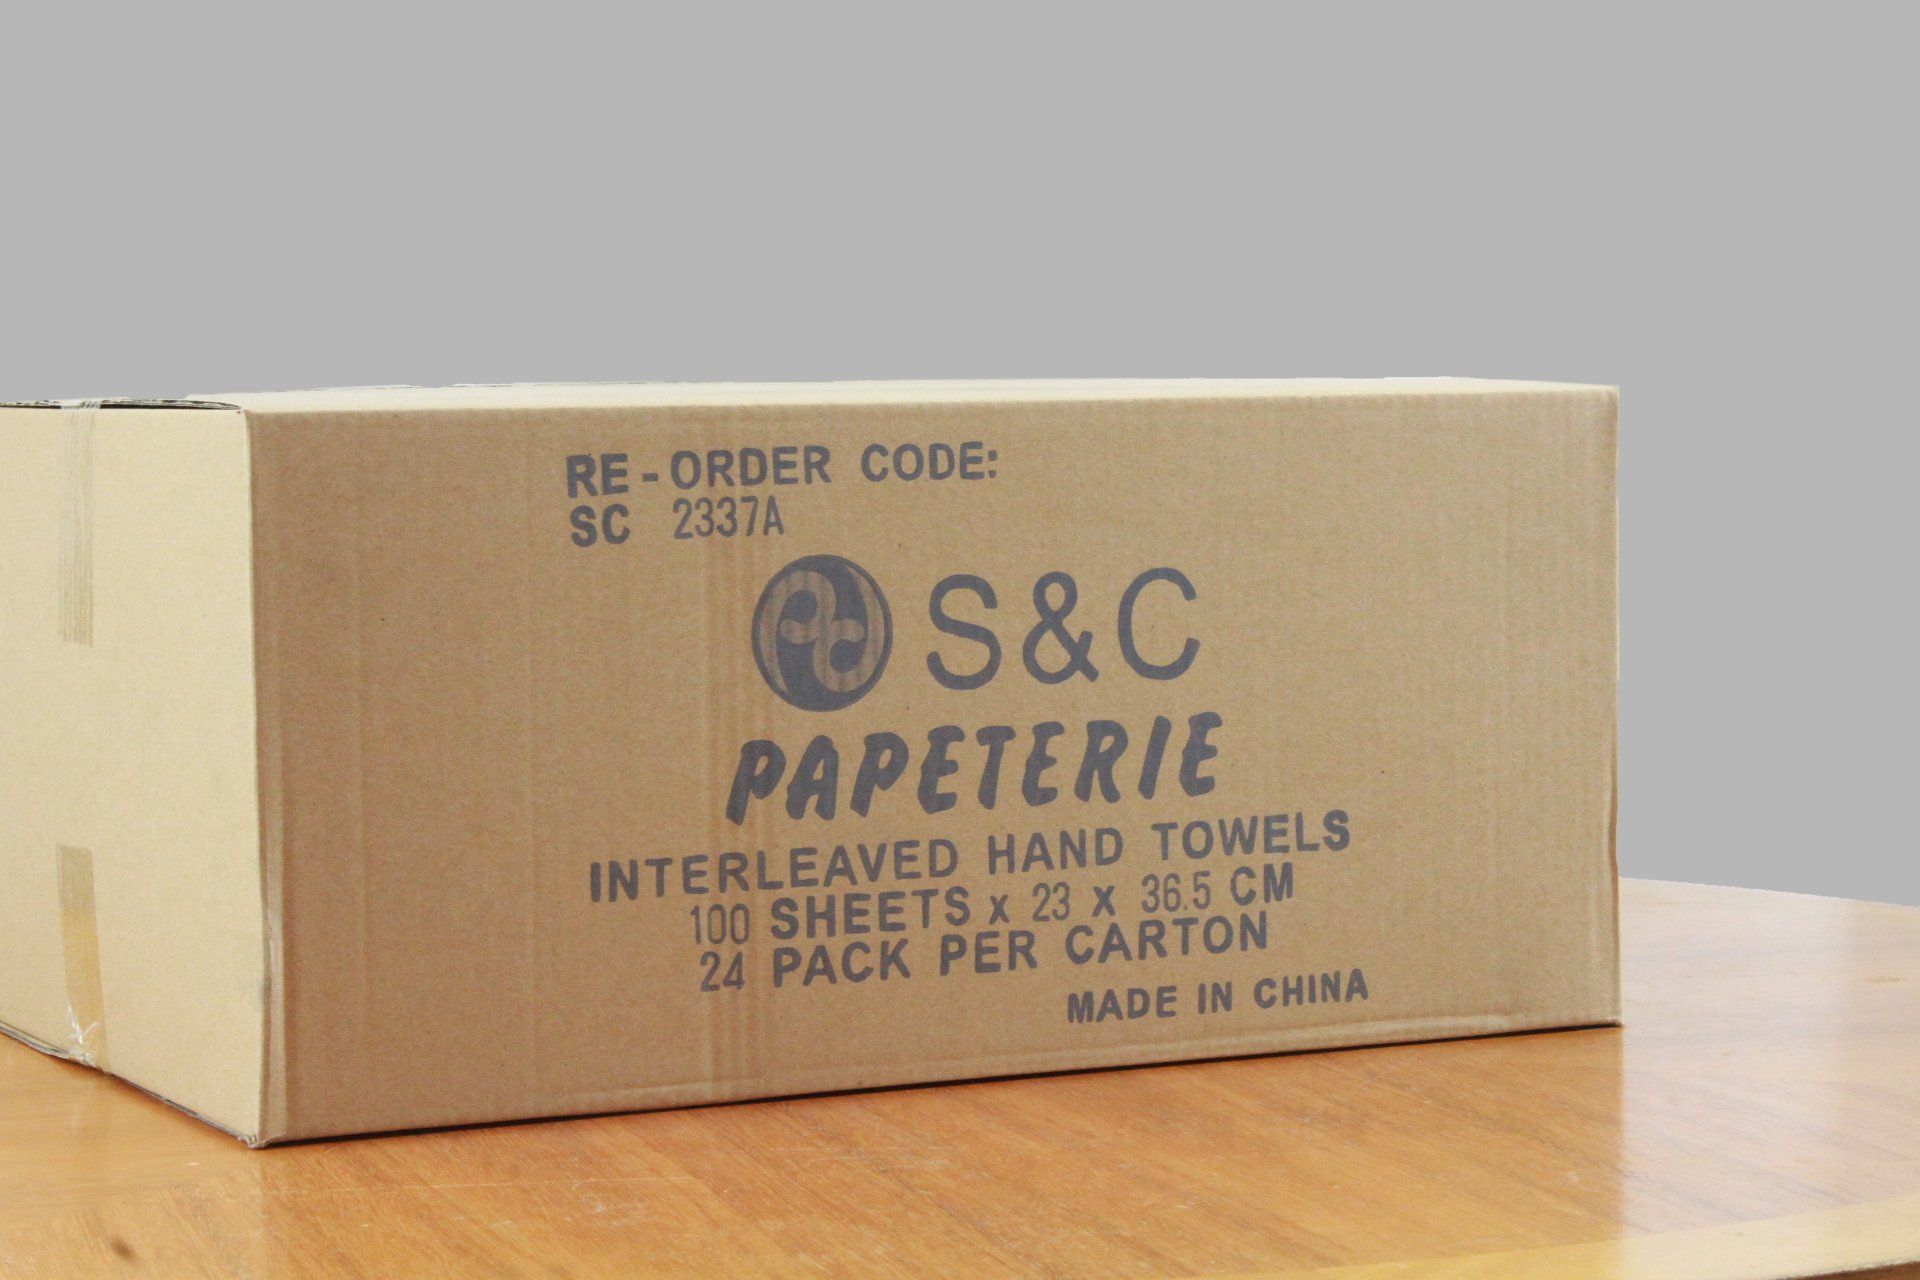 RE-ORDER CODE:
SC 2337A
S&C
PAPETERIE
INTERLEAVED HAND TOWELS
100 SHEETS x 23 x 36.5 CM
24 PACK PER CARTON
MADE IN CHINA